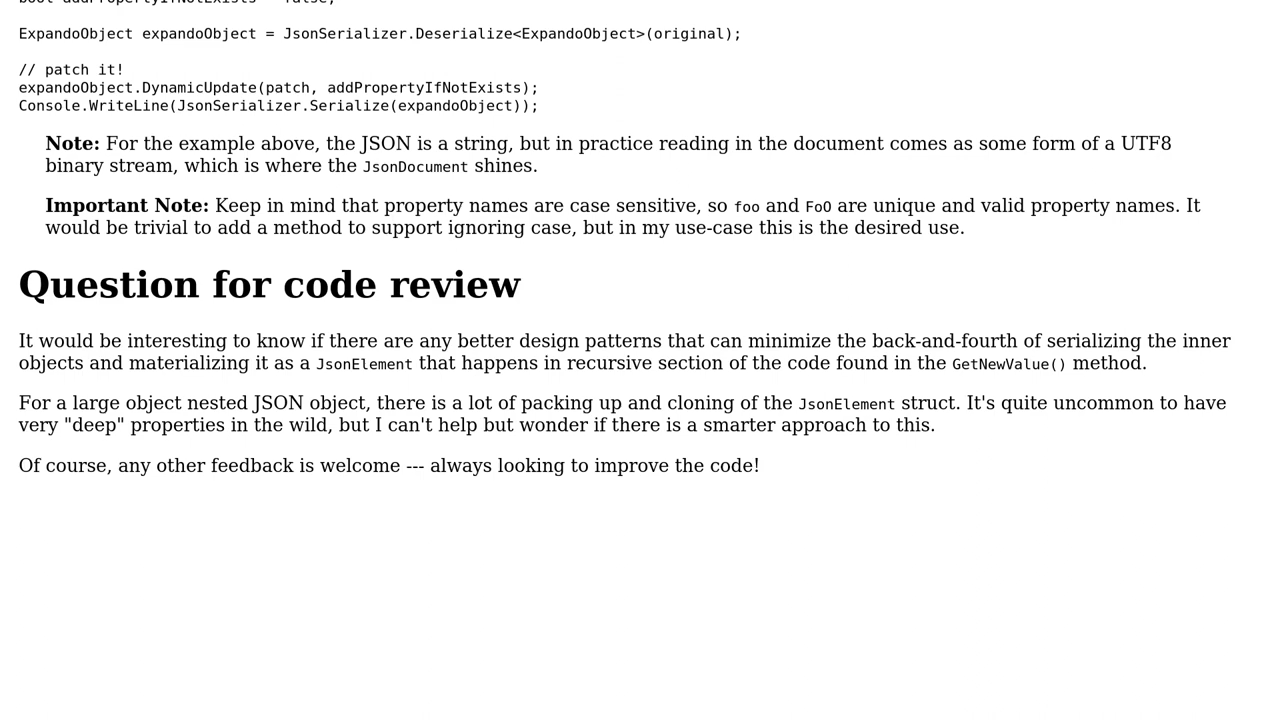 bool addPropertyIfNotExists = false;
ExpandoObject expandoObject = JsonSerializer.Deserialize<ExpandoObject>(original);
// patch it!
expandoObject.DynamicUpdate(patch, addPropertyIfNotExists);
Console.WriteLine(JsonSerializer.Serialize(expandoObject));
Note: For the example above, the JSON is a string, but in practice reading in the document comes as some form of a UTF8
binary stream, which is where the JsonDocument shines.
Important Note: Keep in mind that property names are case sensitive, so foo and FoO are unique and valid property names. It
would be trivial to add a method to support ignoring case, but in my use-case this is the desired use.
Question for code review
It would be interesting to know if there are any better design patterns that can minimize the back-and-fourth of serializing the inner
objects and materializing it as a JsonElement that happens in recursive section of the code found in the GetNewValue() method.
For a large object nested JSON object, there is a lot of packing up and cloning of the JsonElement struct. It's quite uncommon to have
very "deep" properties in the wild, but I can't help but wonder if there is a smarter approach to this.
Of course, any other feedback is welcome --- always looking to improve the code!